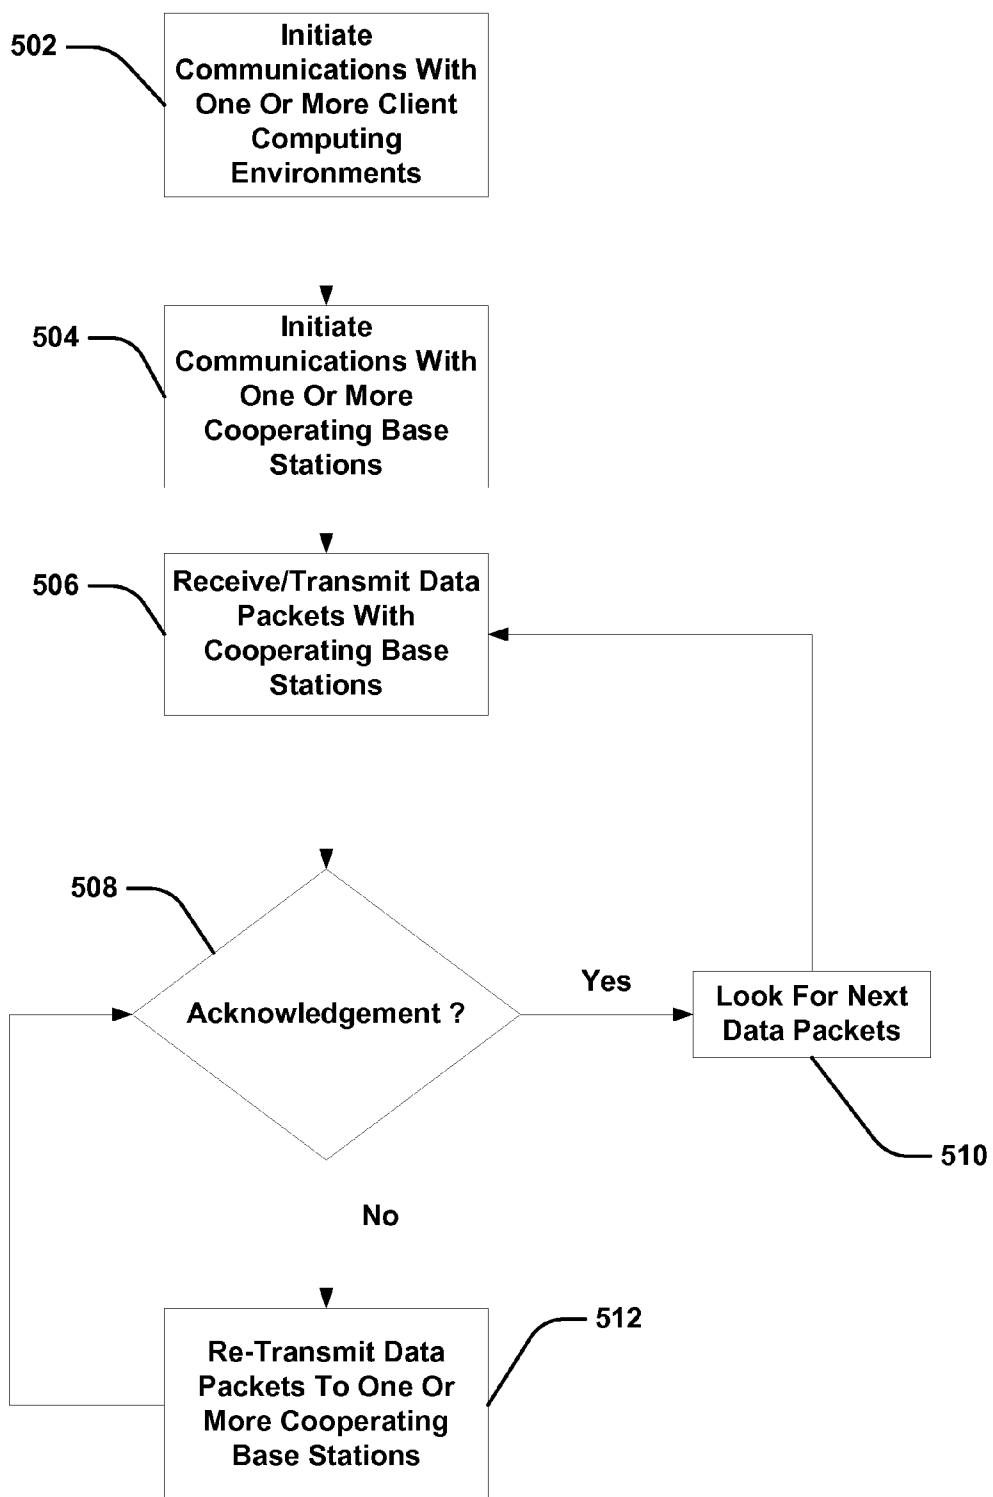 502
Initiate
Communications With
One Or More Client
Computing
Environments
504
Initiate
Communications With
One Or More
Cooperating Base
Stations
506
Receive/Transmit Data
Packets With
Cooperating Base
Stations
508
Acknowledgement ?
Yes
Look For Next
Data Packets
510
No
512
Re-Transmit Data
Packets To One Or
More Cooperating
Base Stations